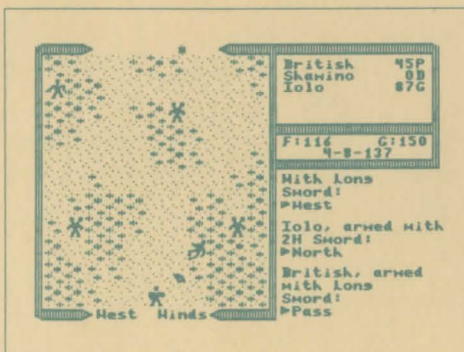 British 45P
Shamino 0D
Iolo 87G
F:116 G:150
4-8-137
With Long
Sword:
▶West
Iolo, armed with
2H Sword:
▶North
British, armed
with Long
Sword:
▶Pass
West Winds